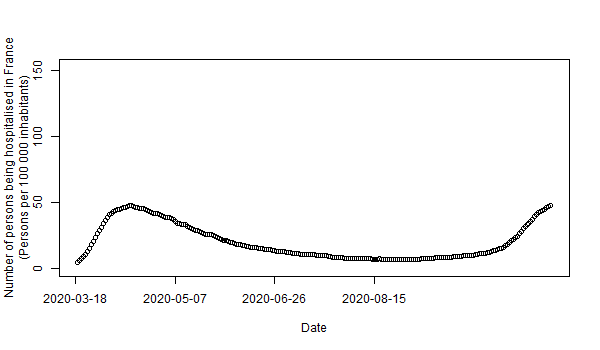 Number of persons being hospitalised in France
(Persons per 100 000 inhabitants)
150
100
50
0
2020-03-18 2020-05-07 2020-06-26 2020-08-15
Date